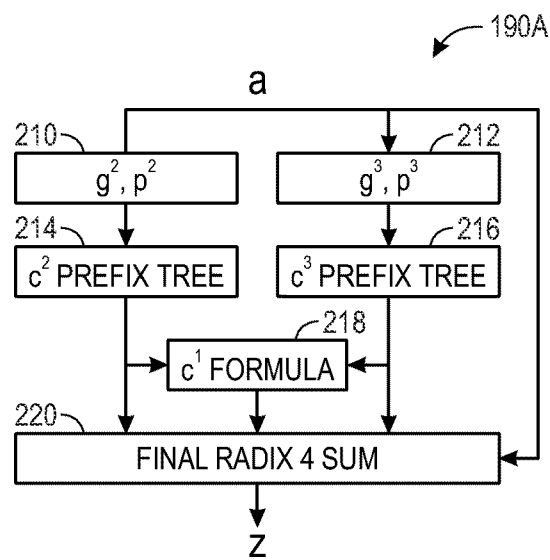 190A
a
210
212
g², p²
g³, p³
214
216
c² PREFIX TREE
c³ PREFIX TREE
218
c¹ FORMULA
220
FINAL RADIX 4 SUM
z